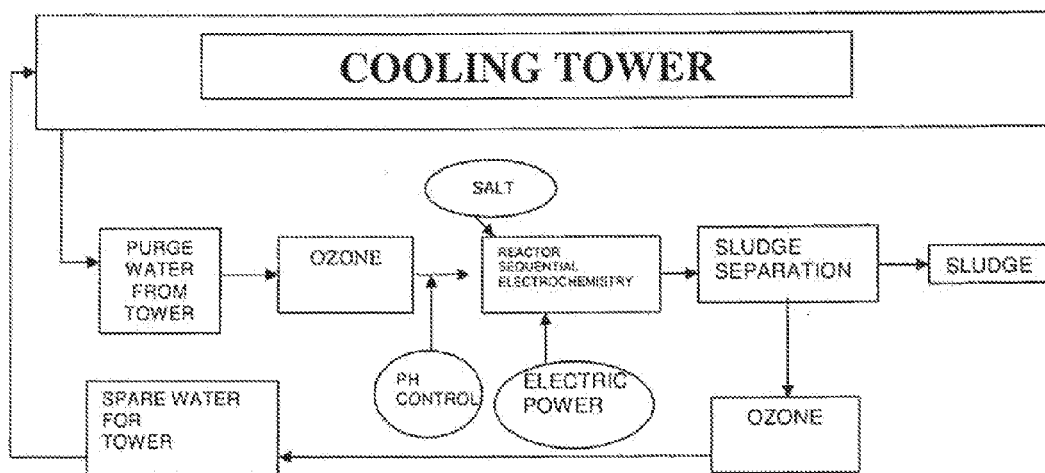 COOLING TOWER
SALT
PURGE
WATER
FROM
TOWER
OZONE
REACTOR
SEQUENTIAL
ELECTROCHEMISTRY
SLUDGE
SEPARATION
SLUDGE
PH
CONTROL
ELECTRIC
POWER
OZONE
SPARE WATER
FOR
TOWER